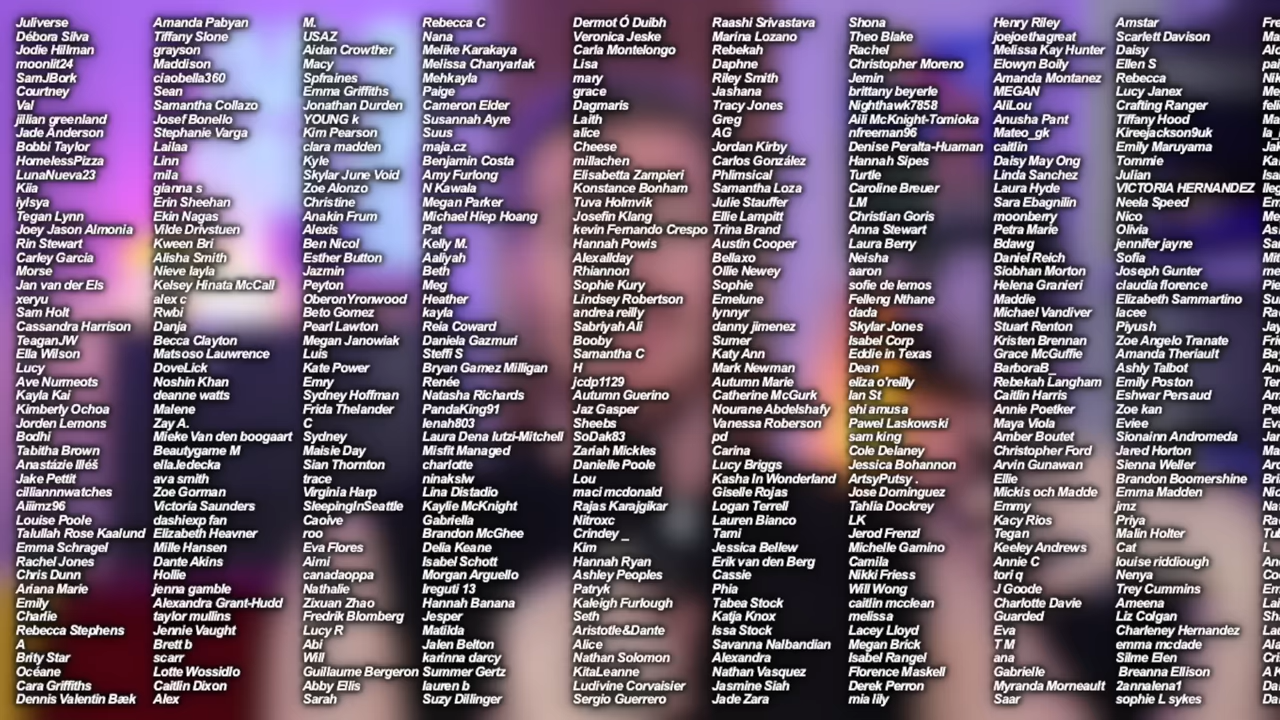 Juliverse
Débora Silva
Jodie Hillman
moonlit24
SamJBork
Courtney
Val
jillian greenland
Jade Anderson
Bobbi Taylor
HomelessPizza
LunaNueva23
Kiia
iylsya
Tegan Lynn
Joey Jason Almonia
Rin Stewart
Carley Garcia
Morse
Jan van der Els
xeryu
Sam Holt
Cassandra Harrison
TeaganJW
Ella Wilson
Lucy
Ave Nurmeots
Kayla Kai
Kimberly Ochoa
Jorden Lemons
Bodhi
Tabitha Brown
Anastázie Illéš
Jake Pettit
cilliannnwatches
Aiiimz96
Louise Poole
Talullah Rose Kaalund
Emma Schragel
Rachel Jones
Chris Dunn
Ariana Marie
Emily
Charlie
Rebecca Stephens
A
Brity Star
Océane
Cara Griffiths
Dennis Valentin Bæk
Amanda Pabyan
Tiffany Slone
grayson
Maddison
ciaobella360
Sean
Samantha Collazo
Josef Bonello
Stephanie Varga
Lailaa
Linn
mila
gianna s
Erin Sheehan
Ekin Nagas
Vilde Drivstuen
Kween Bri
Alisha Smith
Nieve layla
Kelsey Hinata McCall
alex c
Rwbi
Danja
Becca Clayton
Matsoso Lauwrence
DoveLick
Noshin Khan
deanne watts
Malene
Zay A.
Mieke Van den boogaart
Beautygame M
ella.ledecka
ava smith
Zoe Gorman
Victoria Saunders
dashiexp fan
Elizabeth Heavner
Mille Hansen
Dante Akins
Hollie
jenna gamble
Alexandra Grant-Hudd
taylor mullins
Jennie Vaught
Brett b
scarr
Lotte Wossidlo
Caitlin Dixon
Alex
M.
USAZ
Aidan Crowther
Macy
Spfraines
Emma Griffiths
Jonathan Durden
YOUNG k
Kim Pearson
clara madden
Kyle
Skylar June Void
Zoe Alonzo
Christine
Anakin Frum
Alexis
Ben Nicol
Esther Button
Jazmin
Peyton
OberonYronwood
Beto Gomez
Pearl Lawton
Megan Janowiak
Luis
Kate Power
Emry
Sydney Hoffman
Frida Thelander
C
Sydney
Maisie Day
Sian Thornton
trace
Virginia Harp
SleepingInSeattle
Caoive
roo
Eva Flores
Aimi
canadaoppa
Nathalie
Zixuan Zhao
Fredrik Blomberg
Lucy R
Abi
Will
Guillaume Bergeron
Abby Ellis
Sarah
Rebecca C
Nana
Melike Karakaya
Melissa Chanyarlak
Mehkayla
Paige
Cameron Elder
Susannah Ayre
Suus
maja.cz
Benjamin Costa
Amy Furlong
N Kawala
Megan Parker
Michael Hiep Hoang
Pat
Kelly M.
Aaliyah
Beth
Meg
Heather
kayla
Reia Coward
Daniela Gazmuri
Steffi S
Bryan Gamez Milligan
Renée
Natasha Richards
PandaKing91
lenah803
Laura Dena Iutzi-Mitchell
Misfit Managed
charlotte
ninakslw
Lina Distadio
Kaylie McKnight
Gabriella
Brandon McGhee
Delia Keane
Isabel Schott
Morgan Arguello
Ireguti 13
Hannah Banana
Jesper
Matilda
Jalen Belton
karinna darcy
Summer Gertz
lauren b
Suzy Dillinger
Dermot Ó Duibh
Veronica Jeske
Carla Montelongo
Lisa
mary
grace
Dagmaris
Laith
alice
Cheese
millachen
Elisabetta Zampieri
Konstance Bonham
Tuva Holmvik
Josefin Klang
kevin Fernando Crespo
Hannah Powis
Alexallday
Rhiannon
Sophie Kury
Lindsey Robertson
andrea reilly
Sabriyah Ali
Booby
Samantha C
H
jcdp1129
Autumn Guerino
Jaz Gasper
Sheebs
SoDak83
Zariah Mickles
Danielle Poole
Lou
maci mcdonald
Rajas Karajgikar
Nitroxc
Crindey _
Kim
Hannah Ryan
Ashley Peoples
Patryk
Kaleigh Furlough
Seth
Aristotle&Dante
Alice
Nathan Solomon
KitaLeanne
Ludivine Corvaisier
Sergio Guerrero
Raashi Srivastava
Marina Lozano
Rebekah
Daphne
Riley Smith
Jashana
Tracy Jones
Greg
AG
Jordan Kirby
Carlos González
Phlimsical
Samantha Loza
Julie Stauffer
Ellie Lampitt
Trina Brand
Austin Cooper
Bellaxo
Ollie Newey
Sophie
Emelune
lynnyr
danny jimenez
Sumer
Katy Ann
Mark Newman
Autumn Marie
Catherine McGurk
Nourane Abdelshafy
Vanessa Roberson
pd
Carina
Lucy Briggs
Kasha In Wonderland
Giselle Rojas
Logan Terrell
Lauren Bianco
Tami
Jessica Bellew
Erik van den Berg
Cassie
Phia
Tabea Stock
Katja Knox
Issa Stock
Savanna Nalbandian
Alexandra
Nathan Vasquez
Jasmine Siah
Jade Zara
Shona
Theo Blake
Rachel
Christopher Moreno
Jemin
brittany beyerle
Nighthawk7858
Aili McKnight-Tornioka
nfreeman96
Denise Peralta-Huaman
Hannah Sipes
Turtle
Caroline Breuer
LM
Christian Goris
Anna Stewart
Laura Berry
Neisha
aaron
sofie de lemos
Felleng Nthane
dada
Skylar Jones
Isabel Corp
Eddie in Texas
Dean
eliza o'reilly
Ian St
ehi amusa
Pawel Laskowski
sam king
Cole Delaney
Jessica Bohannon
ArtsyPutsy .
Jose Dominguez
Tahlia Dockrey
LK
Jerod Frenzl
Michelle Gamino
Camila
Nikki Friess
Will Wong
caitlin mcclean
melissa
Lacey Lloyd
Megan Brick
Isabel Rangel
Florence Maskell
Derek Perron
mia lily
Henry Riley
joejoethagreat
Melissa Kay Hunter
Elowyn Boily
Amanda Montanez
MEGAN
AliLou
Anusha Pant
Mateo_gk
caitlin
Daisy May Ong
Linda Sanchez
Laura Hyde
Sara Ebagnilin
moonberry
Petra Marie
Bdawg
Daniel Reich
Siobhan Morton
Helena Granieri
Maddie
Michael Vandiver
Stuart Renton
Kristen Brennan
Grace McGuffie
BarboraB_
Rebekah Langham
Caitlin Harris
Annie Poetker
Maya Viola
Amber Boutet
Christopher Ford
Arvin Gunawan
Ellie
Mickis och Madde
Emmy
Kacy Rios
Tegan
Keeley Andrews
Annie C
tori q
J Goode
Charlotte Davie
Guarded
Eva
T M
ana
Gabrielle
Myranda Morneault
Saar
Amstar
Scarlett Davison
Daisy
Ellen S
Rebecca
Lucy Janex
Crafting Ranger
Tiffany Hood
Kireejackson9uk
Emily Maruyama
Tommie
Julian
VICTORIA HERNANDEZ
Neela Speed
Nico
Olivia
jennifer jayne
Sofia
Joseph Gunter
claudia florence
Elizabeth Sammartino
lacee
Piyush
Zoe Angelo Tranate
Amanda Theriault
Ashly Talbot
Emily Poston
Eshwar Persaud
Zoe kan
Eviee
Sionainn Andromeda
Jared Horton
Sienna Weller
Brandon Boomershine
Emma Madden
jmz
Priya
Malin Holter
Cat
louise riddiough
Nenya
Trey Cummins
Ameena
Liz Colgan
Charleney Hernandez
emma mcdade
Silme Elen
Breanna Ellison
2annalena1
sophie L sykes